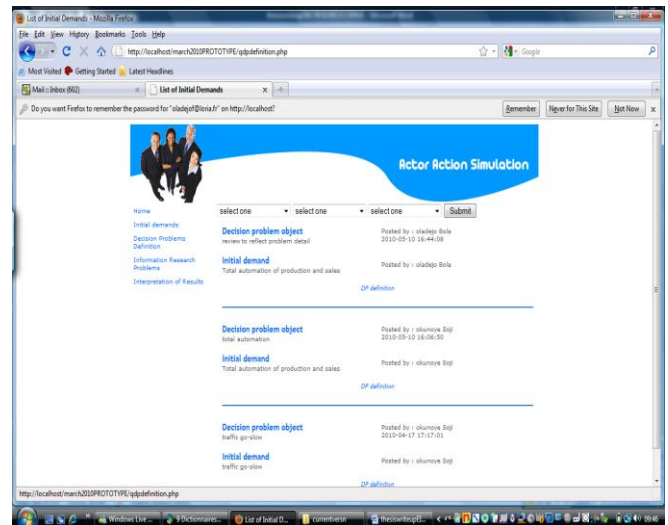 List of Initial Demands - Mozilla Firefox
File Edit View History Bookmarks Tools Help
http://localhost/march2010PROTOTYPE/qdpdefinition.php
Google
Most Visited Getting Started Latest Headlines
Mail :: Inbox (602) List of Initial Demands
Do you want Firefox to remember the password for "oladejof@loria.fr" on http://localhost?
Remember Never for This Site Not Now
Actor Action Simulation
Home
Initial demands
Decision Problems
Definition
Information Research
Problems
Interpretation of Results
select one select one select one Submit
Decision problem object Posted by : oladejo Bola
review to reflect problem detail 2010-05-10 16:44:08
Initial demand Posted by : oladejo Bola
Total automation of production and sales
DP definition
Decision problem object Posted by : okunoye Soji
total automation 2010-05-10 16:06:50
Initial demand Posted by : okunoye Soji
Total automation of production and sales
DP definition
Decision problem object Posted by : okunoye Soji
traffic go-slow 2010-04-17 17:17:01
Initial demand Posted by : okunoye Soji
traffic go-slow
DP definition
http://localhost/march2010PROTOTYPE/qdpdefinition.php
Windows Live ... 9 Dictionnaires... List of Initial D... currentversn